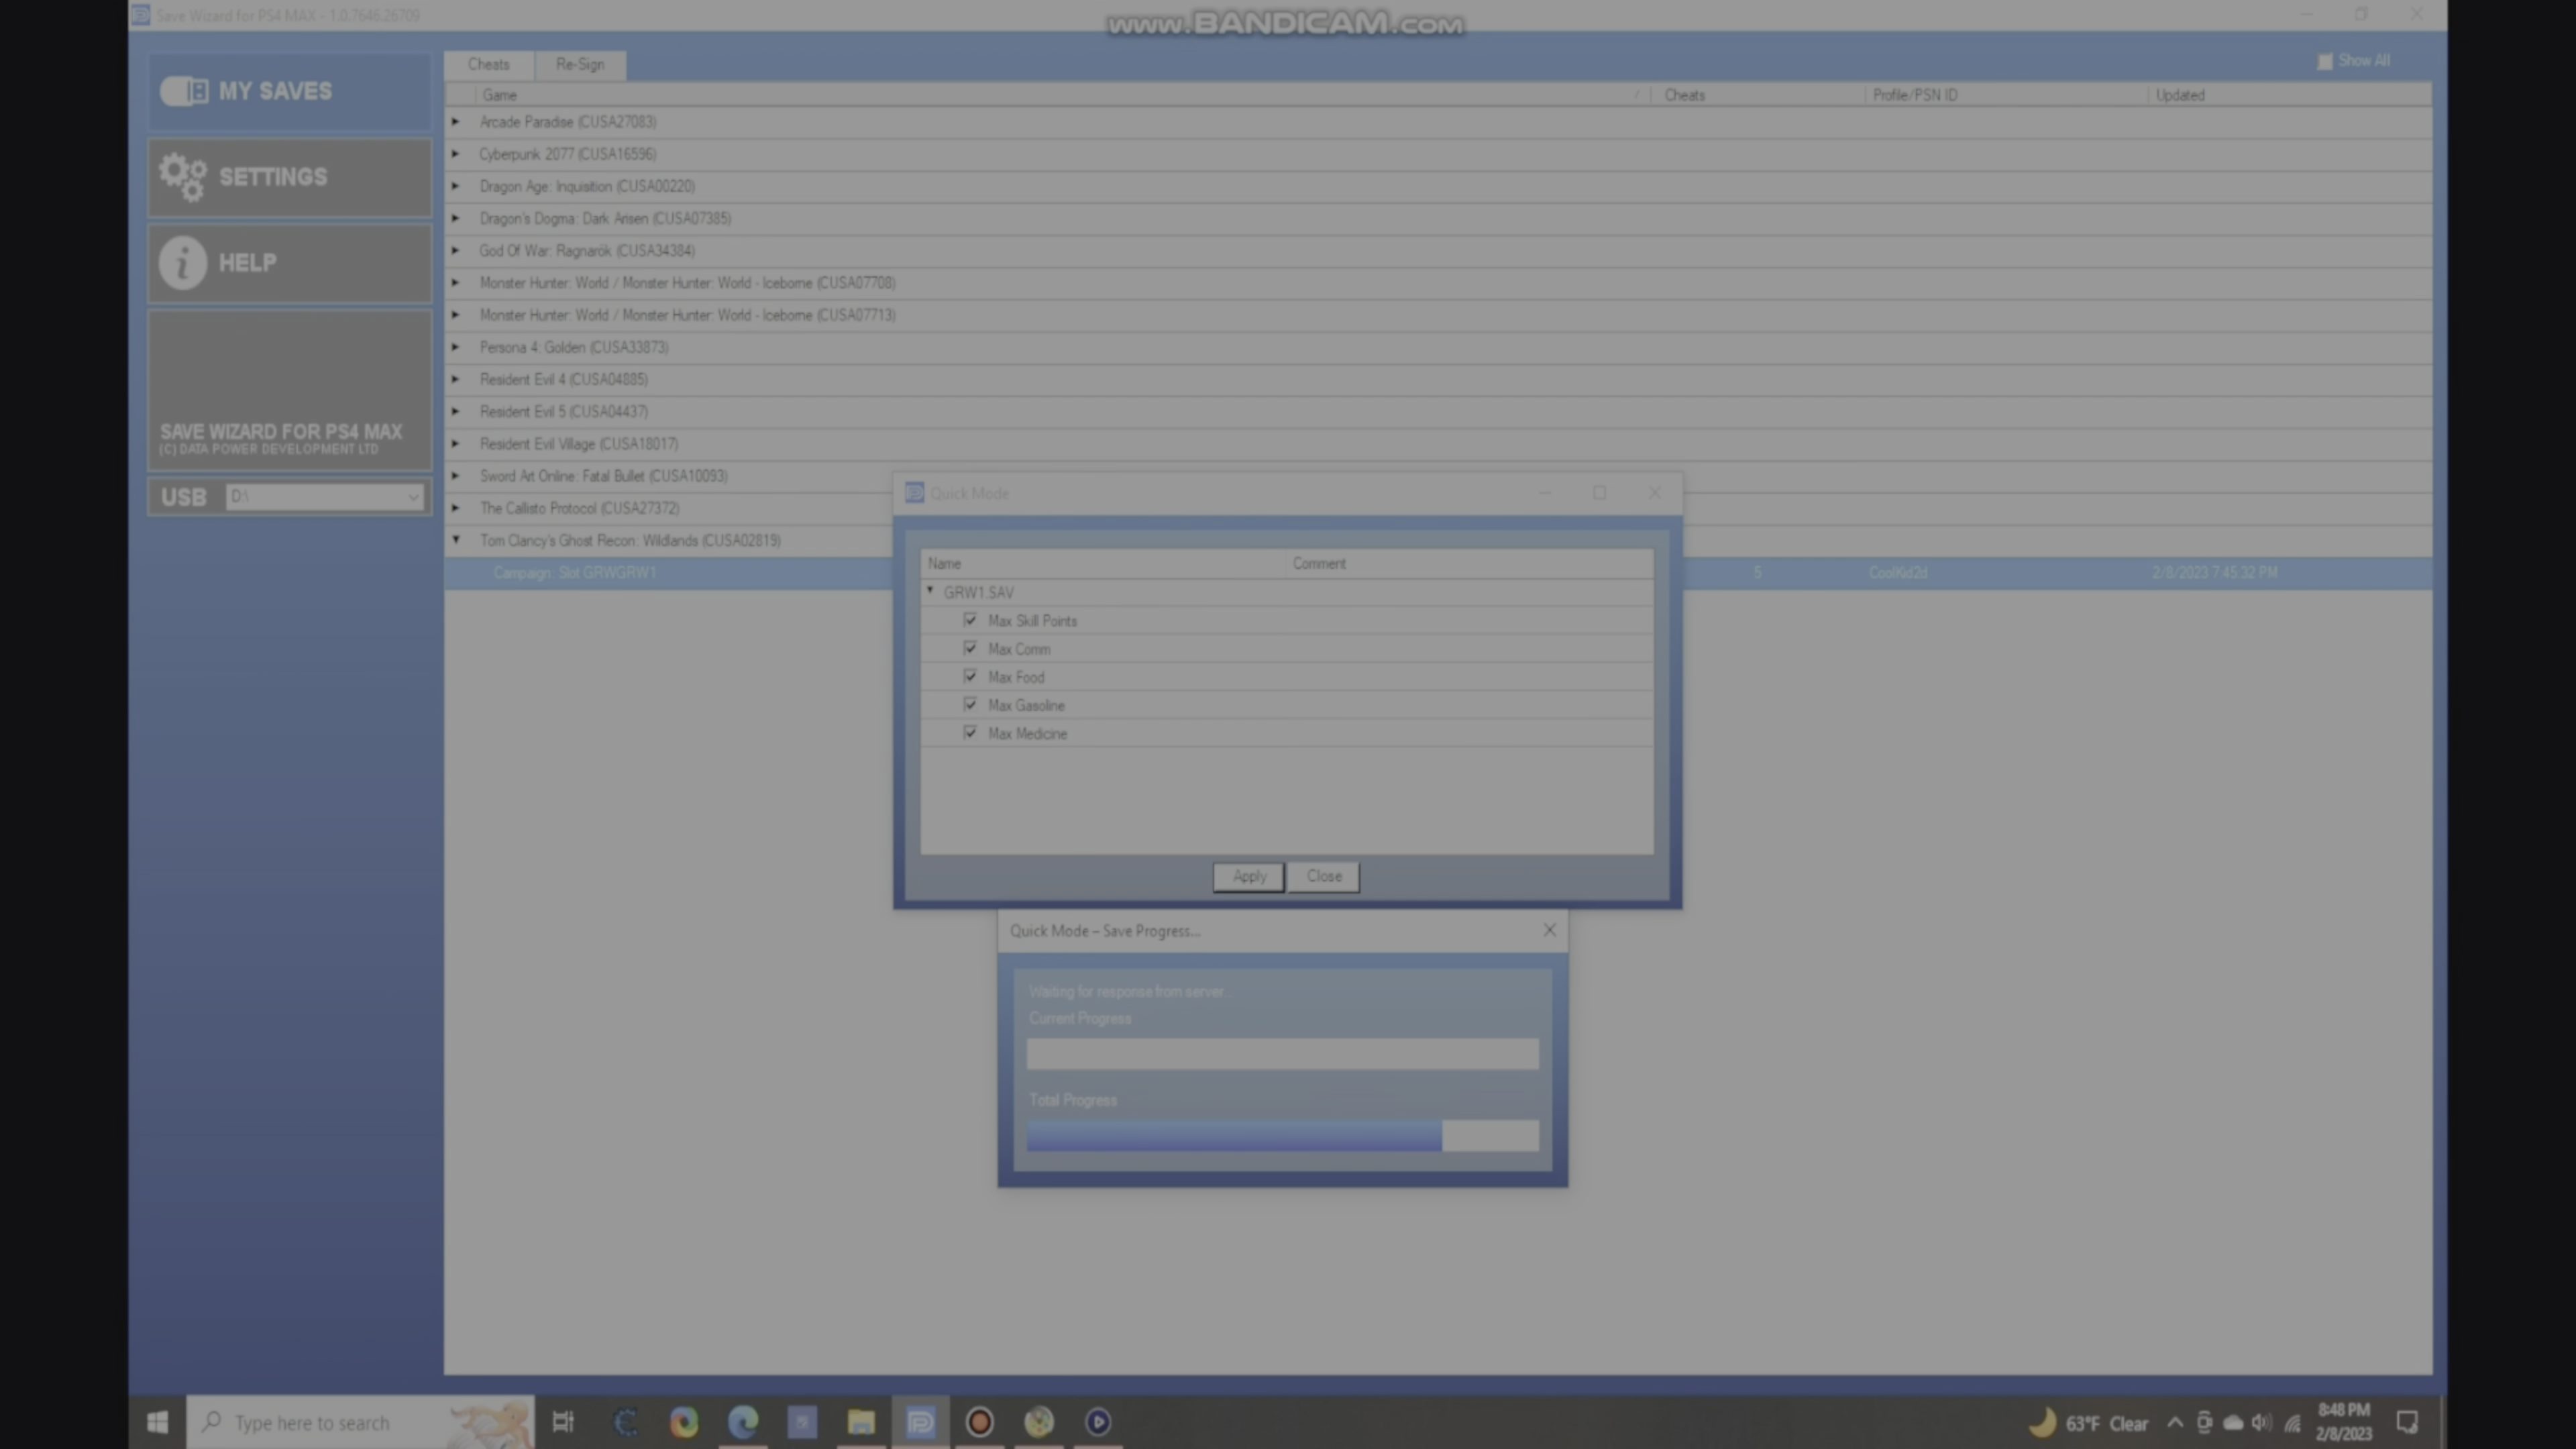 Save Wizard for PS4 MAX - 1.0.7646.26709
www.BANDICAM.com
MY SAVES
SETTINGS
HELP
SAVE WIZARD FOR PS4 MAX
(C) DATA POWER DEVELOPMENT LTD
USB D:\
Cheats Re-Sign
Show All
Game / Cheats Profile/PSN ID Updated
Arcade Paradise (CUSA27083)
Cyberpunk 2077 (CUSA16596)
Dragon Age: Inquisition (CUSA00220)
Dragon's Dogma: Dark Arisen (CUSA07385)
God Of War: Ragnarök (CUSA34384)
Monster Hunter: World / Monster Hunter: World - Iceborne (CUSA07708)
Monster Hunter: World / Monster Hunter: World - Iceborne (CUSA07713)
Persona 4: Golden (CUSA33873)
Resident Evil 4 (CUSA04885)
Resident Evil 5 (CUSA04437)
Resident Evil Village (CUSA18017)
Sword Art Online: Fatal Bullet (CUSA10093)
The Callisto Protocol (CUSA27372)
Tom Clancy's Ghost Recon: Wildlands (CUSA02819)
Campaign: Slot GRWGRW1 5 CoolKid2d 2/8/2023 7:45:32 PM
Quick Mode
Name Comment
GRW1.SAV
Max Skill Points
Max Comm
Max Food
Max Gasoline
Max Medicine
Apply Close
Quick Mode – Save Progress...
Waiting for response from server...
Current Progress
Total Progress
Type here to search
63°F Clear
8:48 PM
2/8/2023